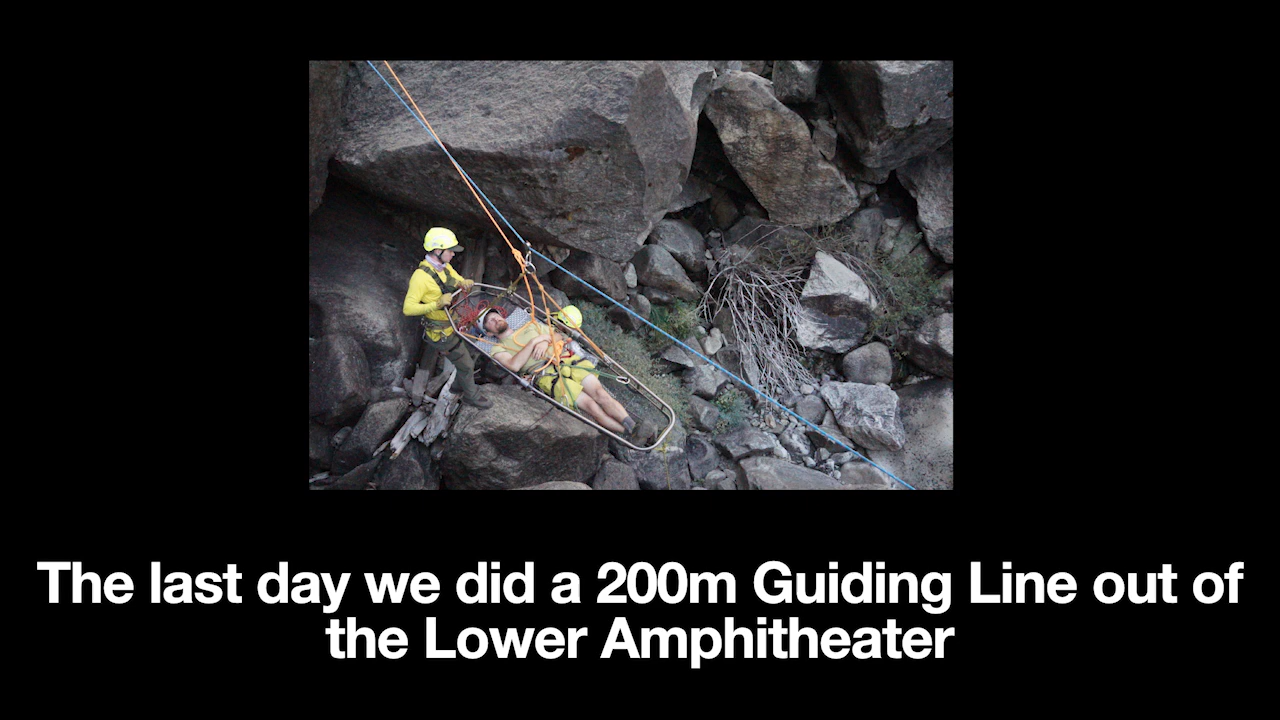 The last day we did a 200m Guiding Line out of
the Lower Amphitheater